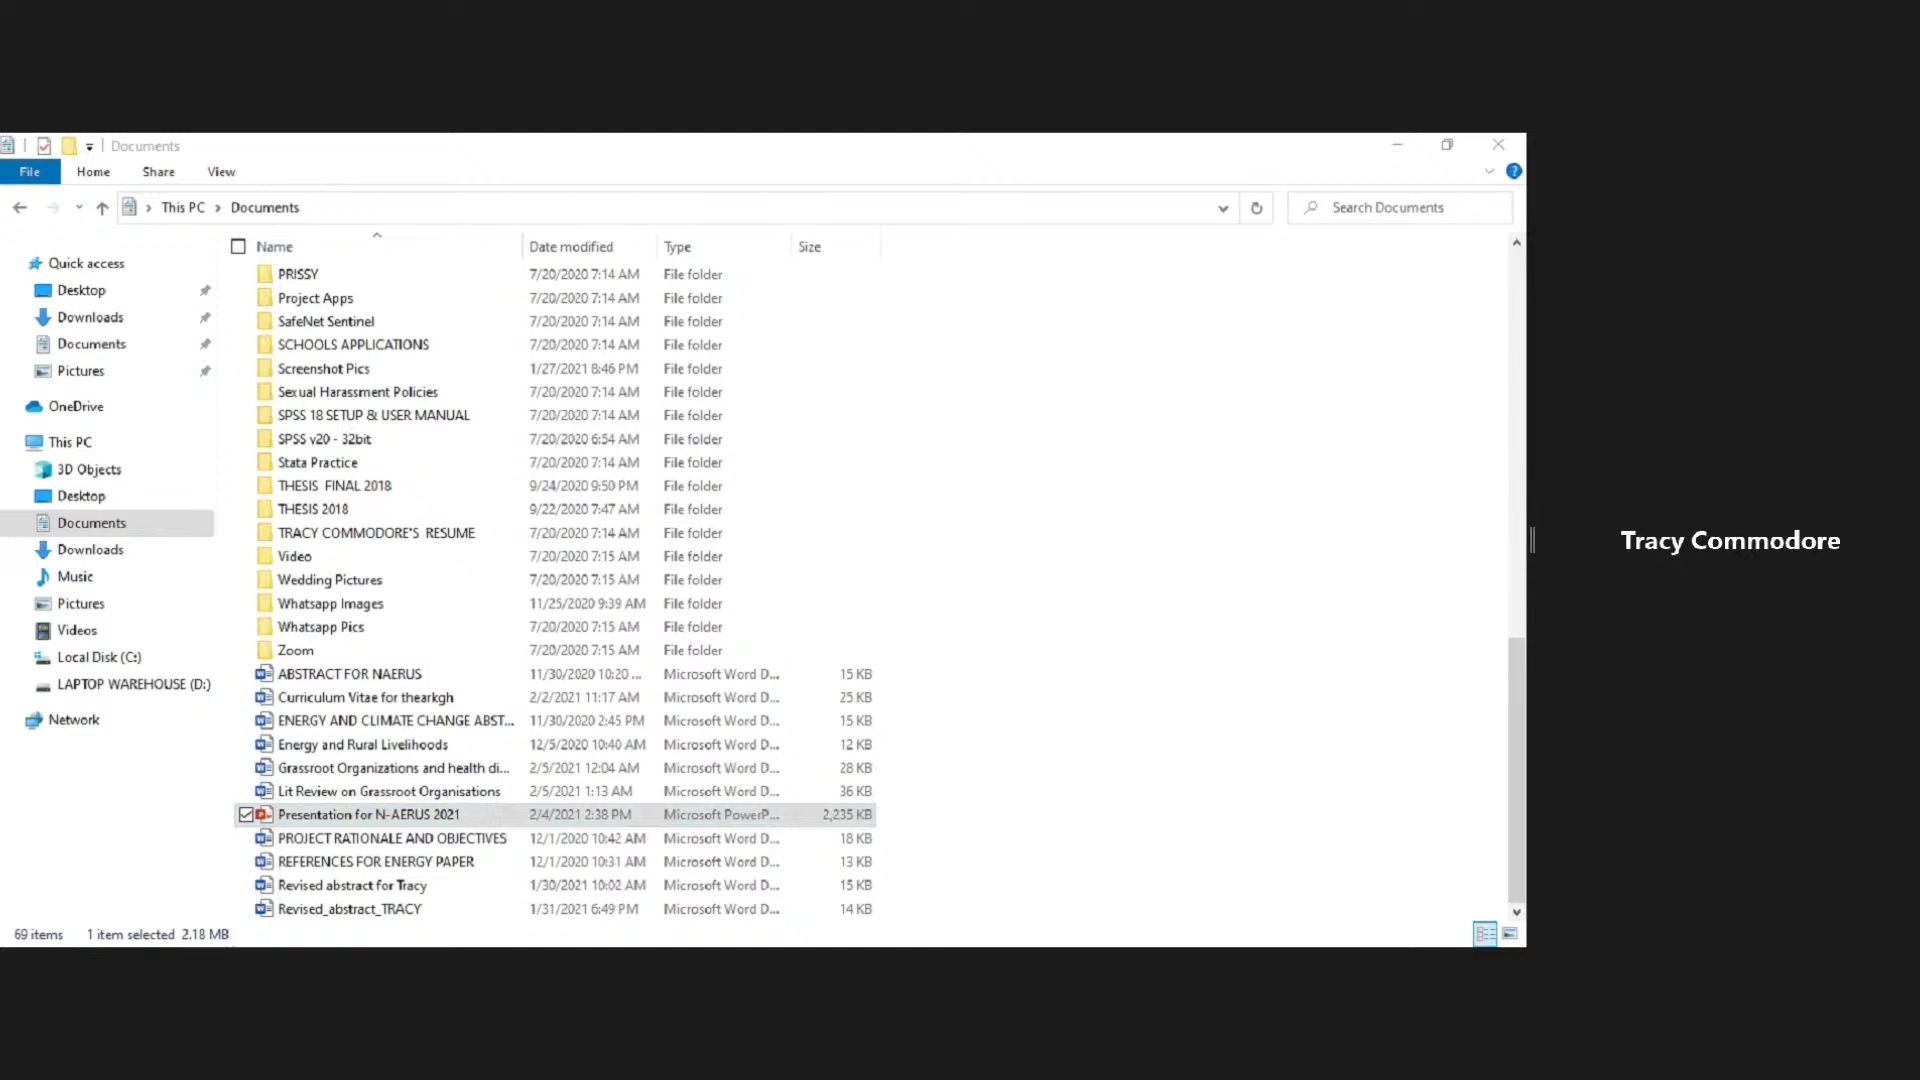 Documents
File Home Share View
This PC > Documents
Search Documents
Name Date modified Type Size
Quick access
Desktop
Downloads
Documents
Pictures
OneDrive
This PC
3D Objects
Desktop
Documents
Downloads
Music
Pictures
Videos
Local Disk (C:)
LAPTOP WAREHOUSE (D:)
Network
PRISSY 7/20/2020 7:14 AM File folder
Project Apps 7/20/2020 7:14 AM File folder
SafeNet Sentinel 7/20/2020 7:14 AM File folder
SCHOOLS APPLICATIONS 7/20/2020 7:14 AM File folder
Screenshot Pics 1/27/2021 8:46 PM File folder
Sexual Harassment Policies 7/20/2020 7:14 AM File folder
SPSS 18 SETUP & USER MANUAL 7/20/2020 7:14 AM File folder
SPSS v20 - 32bit 7/20/2020 6:54 AM File folder
Stata Practice 7/20/2020 7:14 AM File folder
THESIS FINAL 2018 9/24/2020 9:50 PM File folder
THESIS 2018 9/22/2020 7:47 AM File folder
TRACY COMMODORE'S RESUME 7/20/2020 7:14 AM File folder
Video 7/20/2020 7:15 AM File folder
Wedding Pictures 7/20/2020 7:15 AM File folder
Whatsapp Images 11/25/2020 9:39 AM File folder
Whatsapp Pics 7/20/2020 7:15 AM File folder
Zoom 7/20/2020 7:15 AM File folder
ABSTRACT FOR NAERUS 11/30/2020 10:20 ... Microsoft Word D... 15 KB
Curriculum Vitae for thearkgh 2/2/2021 11:17 AM Microsoft Word D... 25 KB
ENERGY AND CLIMATE CHANGE ABST... 11/30/2020 2:45 PM Microsoft Word D... 15 KB
Energy and Rural Livelihoods 12/5/2020 10:40 AM Microsoft Word D... 12 KB
Grassroot Organizations and health di... 2/5/2021 12:04 AM Microsoft Word D... 28 KB
Lit Review on Grassroot Organisations 2/5/2021 1:13 AM Microsoft Word D... 36 KB
Presentation for N-AERUS 2021 2/4/2021 2:38 PM Microsoft PowerP... 2,235 KB
PROJECT RATIONALE AND OBJECTIVES 12/1/2020 10:42 AM Microsoft Word D... 18 KB
REFERENCES FOR ENERGY PAPER 12/1/2020 10:31 AM Microsoft Word D... 13 KB
Revised abstract for Tracy 1/30/2021 10:02 AM Microsoft Word D... 15 KB
Revised_abstract_TRACY 1/31/2021 6:49 PM Microsoft Word D... 14 KB
69 items 1 item selected 2.18 MB
Tracy Commodore